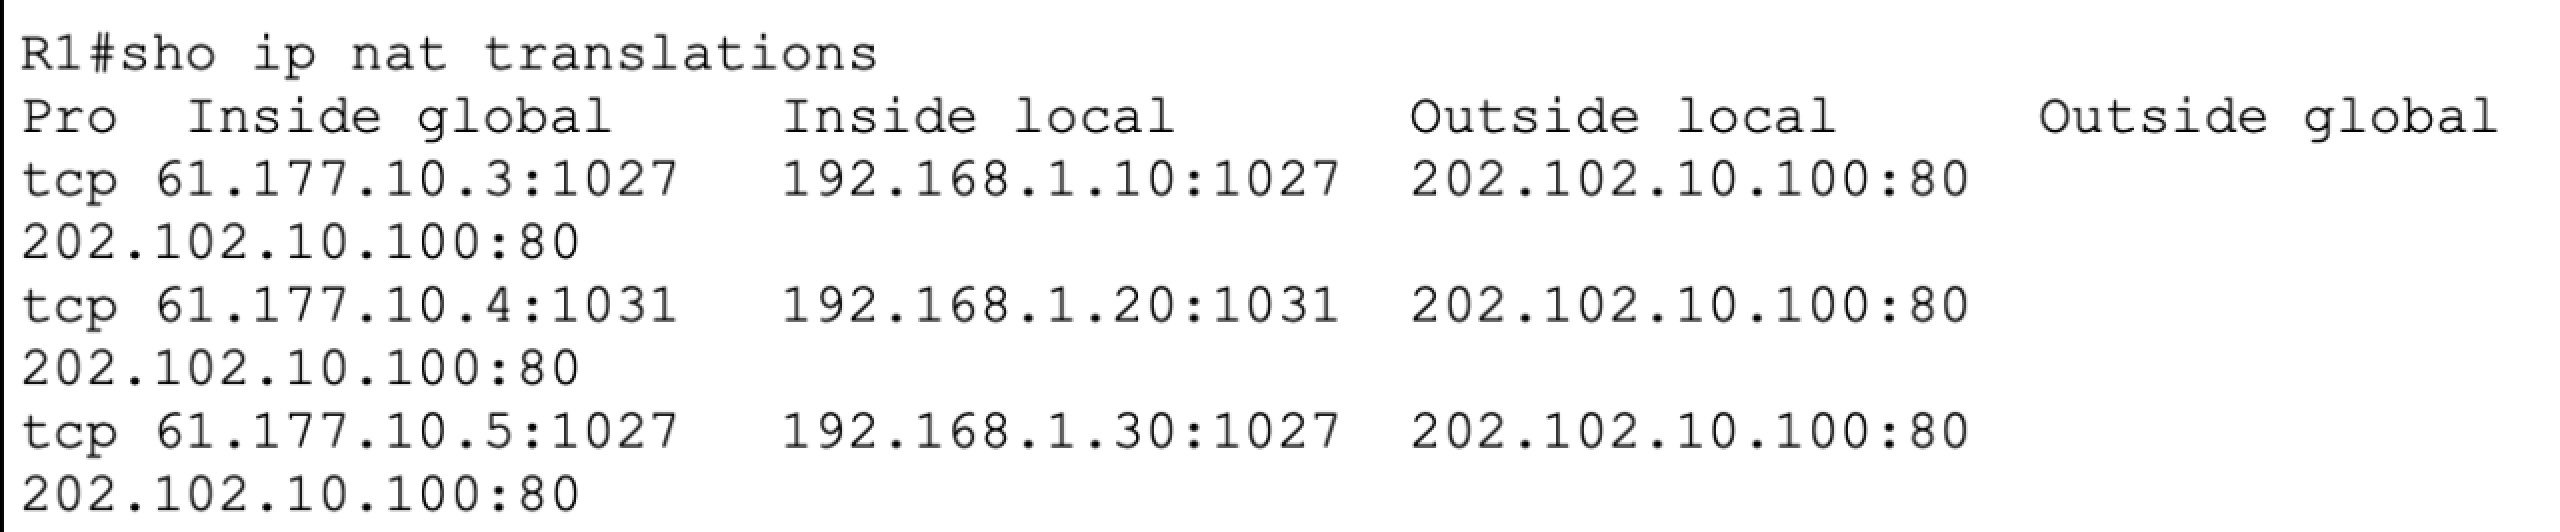 R1#sho ip nat translations
Pro  Inside global     Inside local       Outside local      Outside global
tcp 61.177.10.3:1027   192.168.1.10:1027  202.102.10.100:80
202.102.10.100:80
tcp 61.177.10.4:1031   192.168.1.20:1031  202.102.10.100:80
202.102.10.100:80
tcp 61.177.10.5:1027   192.168.1.30:1027  202.102.10.100:80
202.102.10.100:80